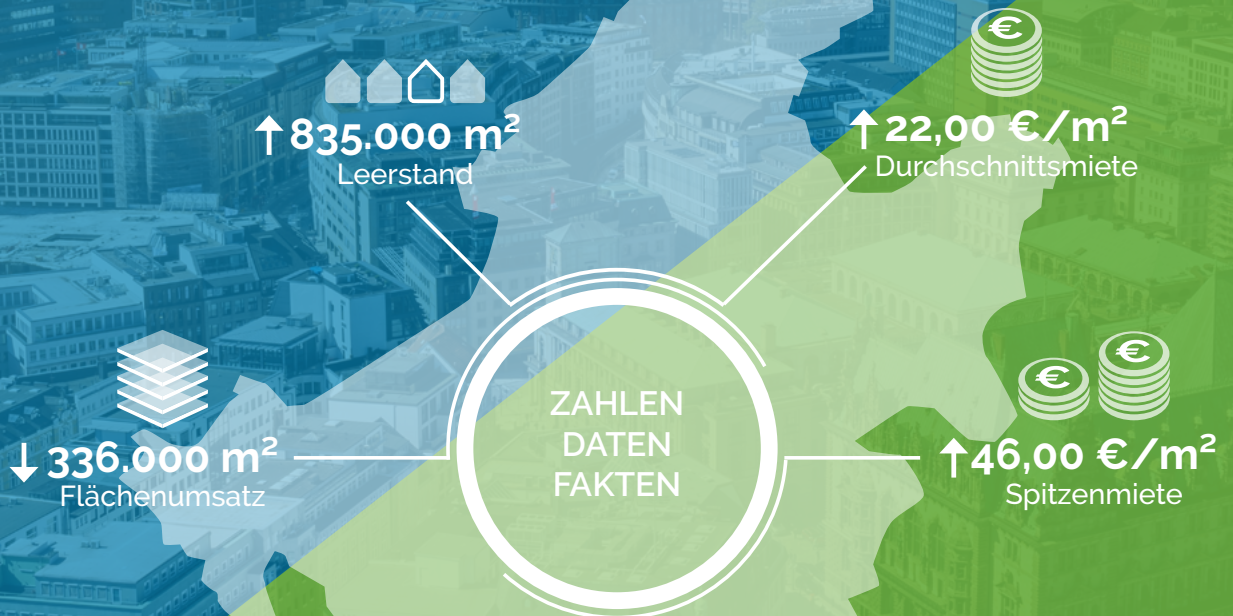 835.000 m²
Leerstand
22,00 €/m²
Durchschnittsmiete
336.000 m²
Flächenumsatz
ZAHLEN
DATEN
FAKTEN
46,00 €/m²
Spitzenmiete